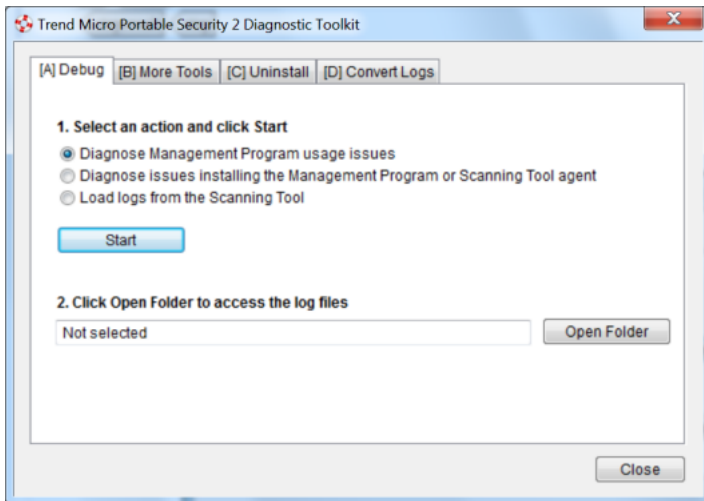 Trend Micro Portable Security 2 Diagnostic Toolkit
[A] Debug [B] More Tools [C] Uninstall [D] Convert Logs
1. Select an action and click Start
Diagnose Management Program usage issues
Diagnose issues installing the Management Program or Scanning Tool agent
Load logs from the Scanning Tool
Start
2. Click Open Folder to access the log files
Not selected Open Folder
Close